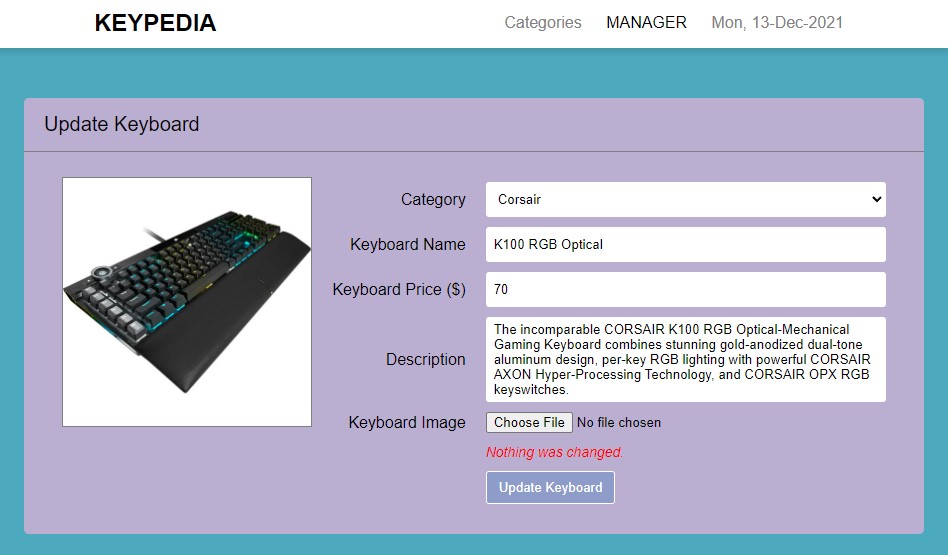 KEYPEDIA
Categories MANAGER Mon, 13-Dec-2021
Update Keyboard
Category Corsair
Keyboard Name K100 RGB Optical
Keyboard Price ($) 70
Description
The incomparable CORSAIR K100 RGB Optical-Mechanical
Gaming Keyboard combines stunning gold-anodized dual-tone
aluminum design, per-key RGB lighting with powerful CORSAIR
AXON Hyper-Processing Technology, and CORSAIR OPX RGB
keyswitches.
Keyboard Image Choose File No file chosen
Nothing was changed.
Update Keyboard